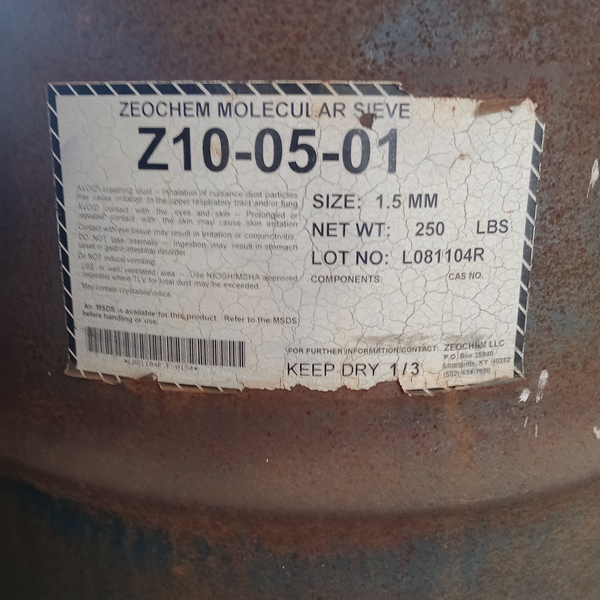 ZEOCHEM MOLECULAR SIEVE
Z10-05-01
AVOID breathing dust – Inhalation of nuisance dust particles
may cause irritation to the upper respiratory tract and/or lung
AVOID contact with the eyes and skin – Prolonged or
repeated contact with the skin may cause skin irritation
Contact with eye tissue may result in irritation or conjunctivitis
DO NOT take internally – Ingestion may result in stomach
upset or gastro-intestinal disorder
Do NOT induce vomiting
USE in well ventilated area – Use NIOSH/MSHA approved
respirator where TLV for total dust may be exceeded
May contain crystalline silica
An MSDS is available for this product. Refer to the MSDS
before handling or use.
SIZE: 1.5 MM
NET WT: 250 LBS
LOT NO: L081104R
COMPONENTS CAS NO.
FOR FURTHER INFORMATION CONTACT: ZEOCHEM LLC
P.O. Box 35940
Louisville, KY 40232
(502) 634-7600
KEEP DRY 1/3